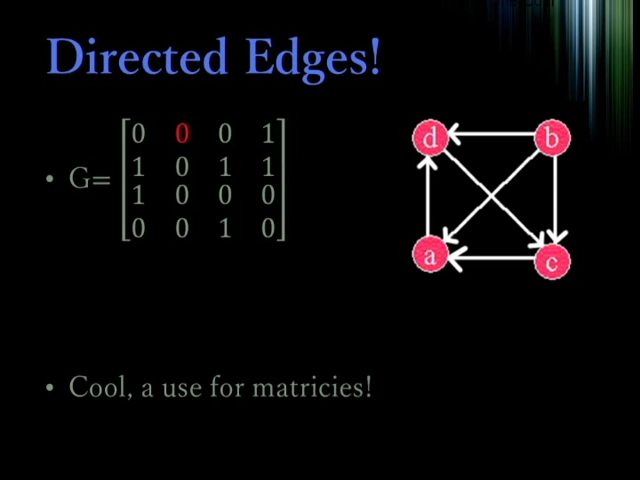 Directed Edges!
• G= [0 0 0 1
1 0 1 1
1 0 0 0
0 0 1 0]
d b
a c
• Cool, a use for matricies!